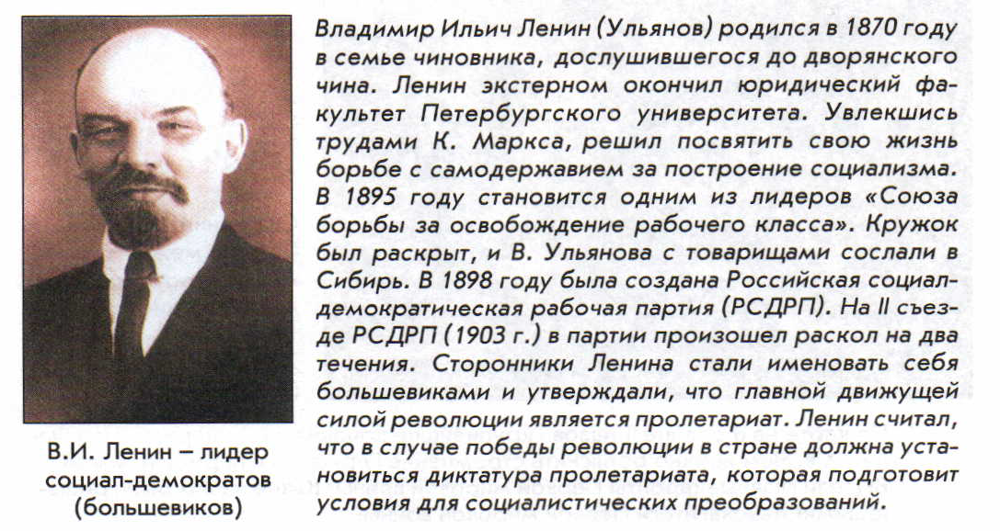 Владимир Ильич Ленин (Ульянов) родился в 1870 году
в семье чиновника, дослушившегося до дворянского
чина. Ленин экстерном окончил юридический фа-
культет Петербургского университета. Увлекшись
трудами К. Маркса, решил посвятить свою жизнь
борьбе с самодержавием за построение социализма.
В 1895 году становится одним из лидеров «Союза
борьбы за освобождение рабочего класса». Кружок
был раскрыт, и В. Ульянова с товарищами сослали в
Сибирь. В 1898 году была создана Российская социал-
демократическая рабочая партия (РСДРП). На II съез-
де РСДРП (1903 г.) в партии произошел раскол на два
течения. Сторонники Ленина стали именовать себя
большевиками и утверждали, что главной движущей
силой революции является пролетариат. Ленин считал,
что в случае победы революции в стране должна уста-
новиться диктатура пролетариата, которая подготовит
условия для социалистических преобразований.
В.И. Ленин – лидер
социал-демократов
(большевиков)